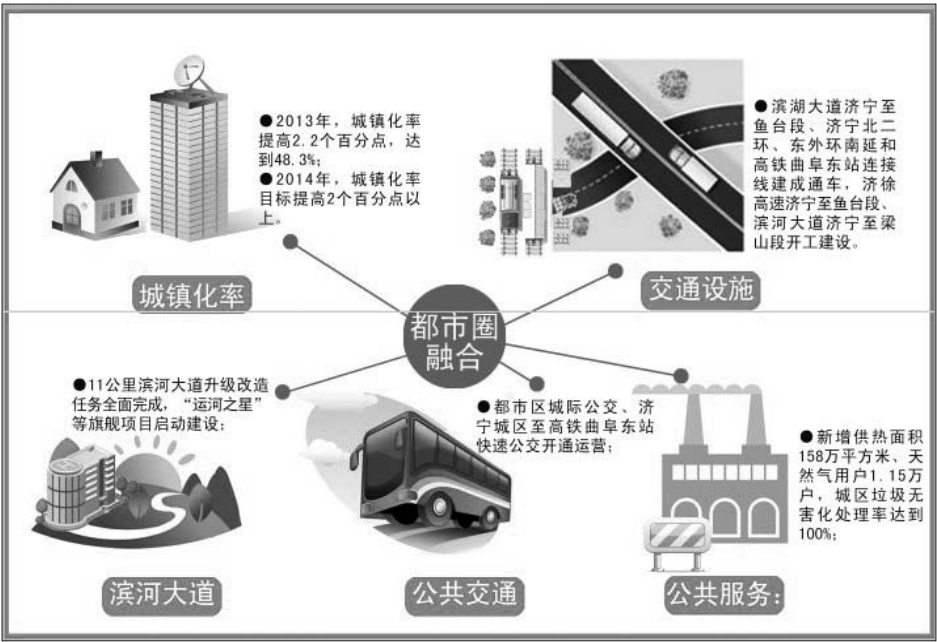 ●2013年，城镇化率
提高2.2个百分点，达
到48.3%；
●2014年，城镇化率
目标提高2个百分点以
上。
城镇化率
●滨湖大道济宁至
鱼台段、济宁北二
环、东外环南延和
高铁曲阜东站连接
线建成通车，济徐
高速济宁至鱼台段、
滨河大道济宁至梁
山段开工建设。
交通设施
都市圈
融合
●11公里滨河大道升级改造
任务全面完成，“运河之星”
等旗舰项目启动建设；
滨河大道
●都市区城际公交、济
宁城区至高铁曲阜东站
快速公交开通运营；
公共交通
●新增供热面积
158万平方米、天
然气用户1.15万
户，城区垃圾无
害化处理率达到
100%；
公共服务：